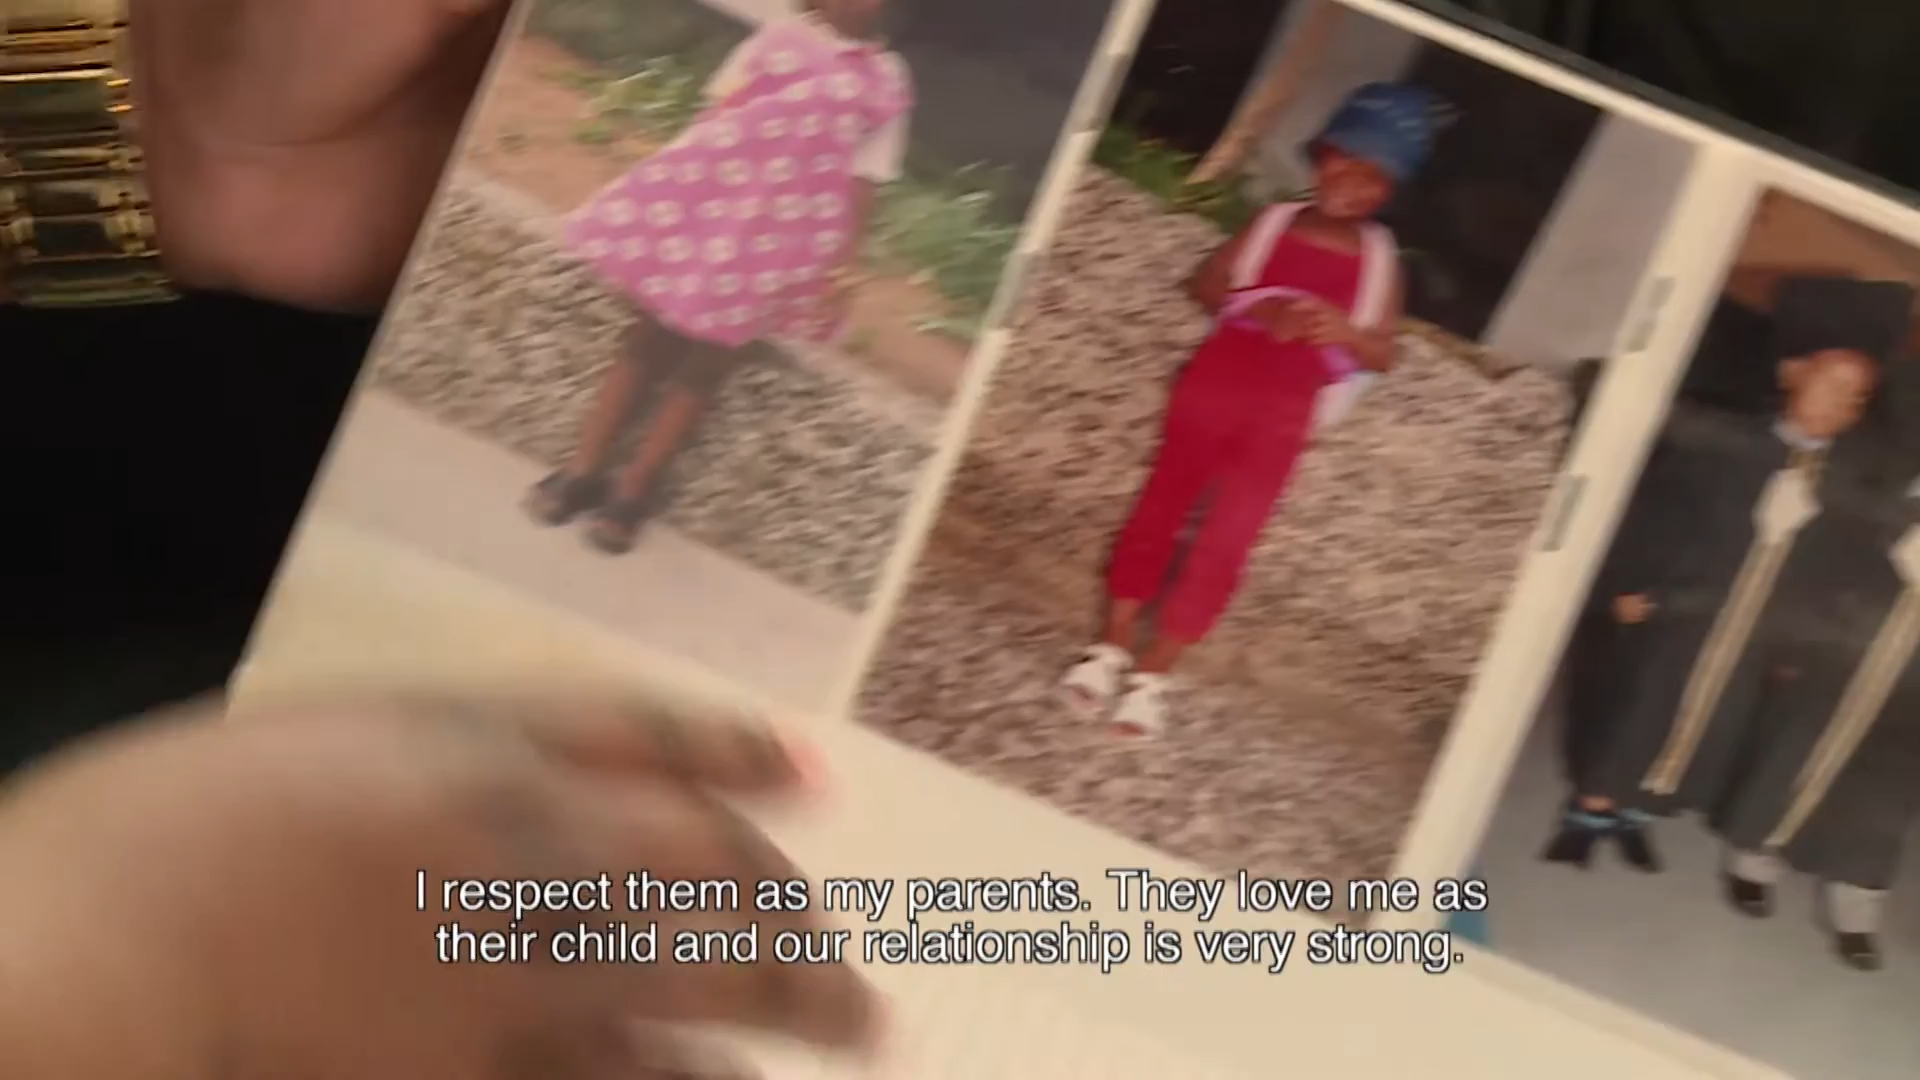 I respect them as my parents. They love me as
their child and our relationship is very strong.